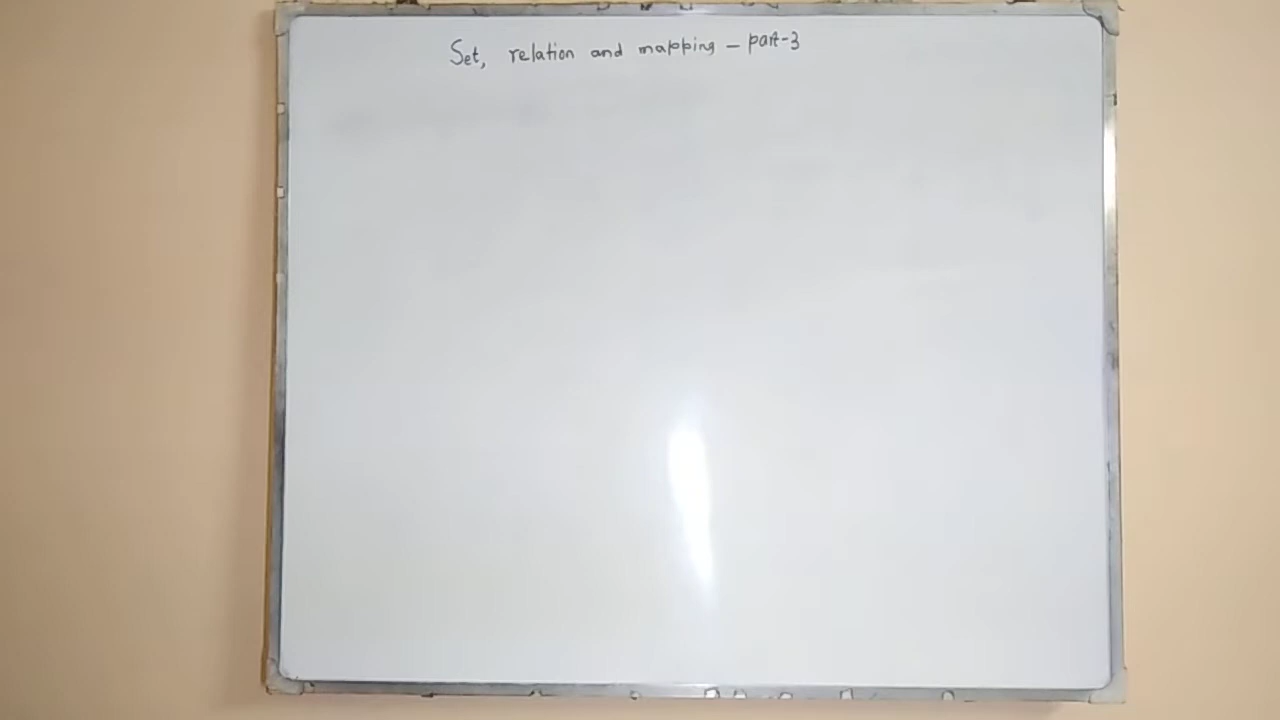 Set, relation and mapping – part-3